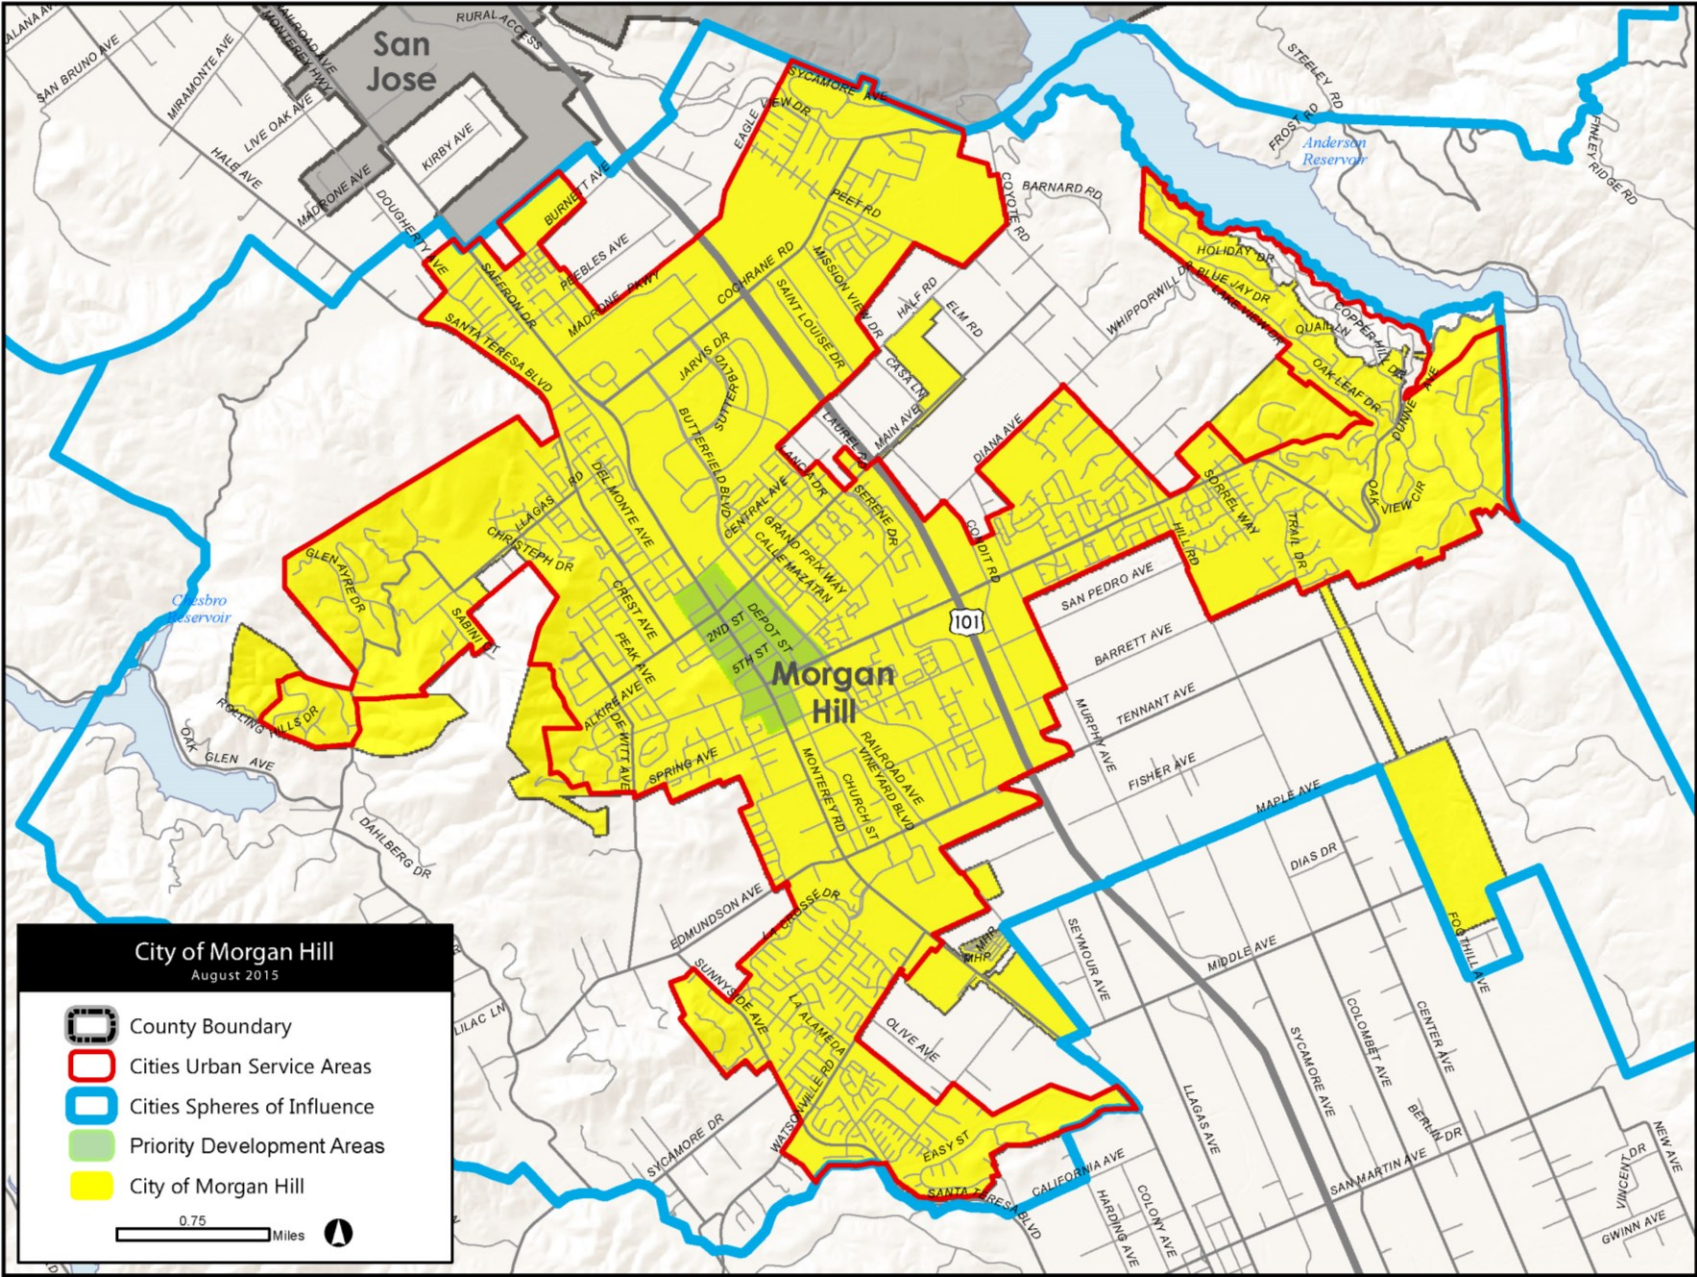 ALANA AVE
SAN BRUNO AVE
MIRAMONTE AVE
RAILROAD AVE
MONTEREY HWY
RURAL ACCESS
San
Jose
LIVE OAK AVE
HALE AVE
MADRONE AVE
KIRBY AVE
DOUGHERTY AVE
BURNETT AVE
PEEBLES AVE
MADRONE PKWY
SAFFRON DR
SANTA TERESA BLVD
EAGLE VIEW DR
SYCAMORE AVE
PEET RD
COCHRANE RD
MISSION VIEW DR
SAINT LOUISE DR
COYOTE RD
BARNARD RD
STEELEY RD
FROST RD
FINLEY RIDGE RD
Anderson
Reservoir
HALF RD
ELM RD
CASA LN
MAIN AVE
LAUREL RD
DIANA AVE
WHIPPORWILL DR
HOLIDAY DR
BLUE JAY DR
LAKE VIEW DR
QUAIL LN
COPPER HILL DR
OAK LEAF DR
DUNNE AVE
OAK VIEW CIR
SORREL WAY
TRAIL DR
HILL RD
CONDIT RD
JARVIS DR
SUTTER BLVD
BUTTERFIELD BLVD
LANCIA DR
CENTRAL AVE
SERENE DR
GRAND PRIX WAY
CALLE MAZATAN
DEL MONTE AVE
LLAGAS RD
CHRISTEPH DR
GLEN AYRE DR
SABINI CT
CREST AVE
PEAK AVE
2ND ST
DEPOT ST
5TH ST
Morgan
Hill
101
SAN PEDRO AVE
BARRETT AVE
TENNANT AVE
MURPHY AVE
FISHER AVE
MAPLE AVE
DIAS DR
Chesbro
Reservoir
ROLLING HILLS DR
OAK GLEN AVE
DAHLBERG DR
ALKIRE AVE
DE WITT AVE
SPRING AVE
MONTEREY RD
CHURCH ST
RAILROAD AVE
VINEYARD BLVD
EDMUNDSON AVE
LA CROSSE DR
SUNNYSIDE AVE
LA ALAMEDA
WATSONVILLE RD
OLIVE AVE
EASY ST
MHP
MHP
SEYMOUR AVE
MIDDLE AVE
FOOTHILL AVE
COLOMBET AVE
CENTER AVE
SYCAMORE AVE
LLAGAS AVE
BERLIN DR
SAN MARTIN AVE
NEW AVE
VINCENT DR
GWINN AVE
CALIFORNIA AVE
HARDING AVE
COLONY AVE
SANTA TERESA BLVD
SYCAMORE DR
LILAC LN
City of Morgan Hill
August 2015
County Boundary
Cities Urban Service Areas
Cities Spheres of Influence
Priority Development Areas
City of Morgan Hill
0.75
Miles